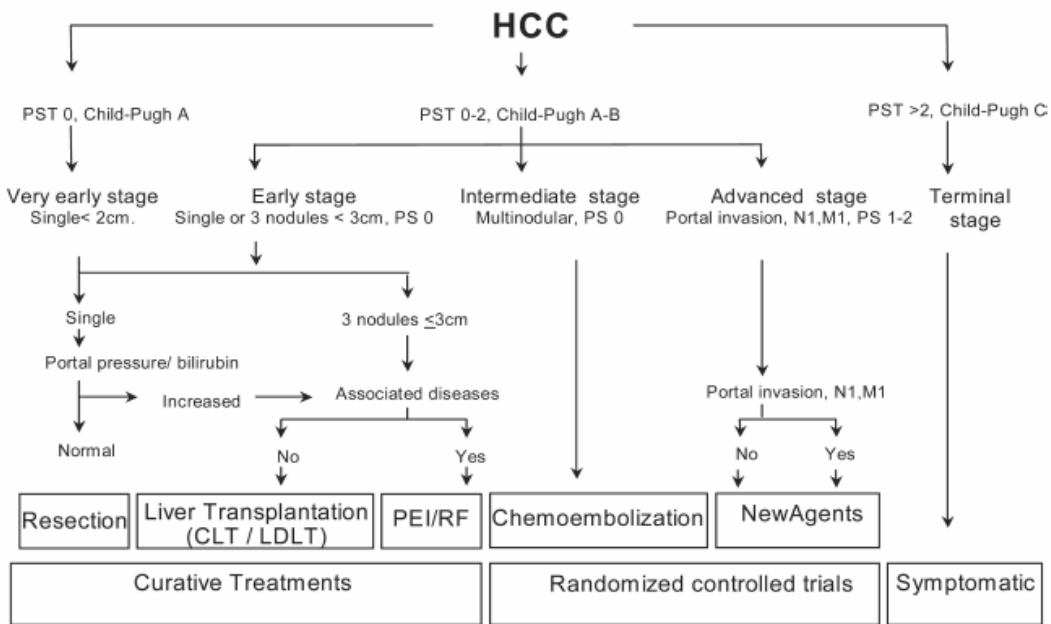 HCC
PST 0, Child-Pugh A
PST 0-2, Child-Pugh A-B
PST >2, Child-Pugh C
Very early stage
Single< 2cm.
Early stage
Single or 3 nodules < 3cm, PS 0
Intermediate stage
Multinodular, PS 0
Advanced stage
Portal invasion, N1,M1, PS 1-2
Terminal
stage
Single
3 nodules ≤3cm
Portal pressure/ bilirubin
Increased
Associated diseases
Portal invasion, N1,M1
Normal
No
Yes
No
Yes
Resection
Liver Transplantation
(CLT / LDLT)
PEI/RF
Chemoembolization
NewAgents
Curative Treatments
Randomized controlled trials
Symptomatic